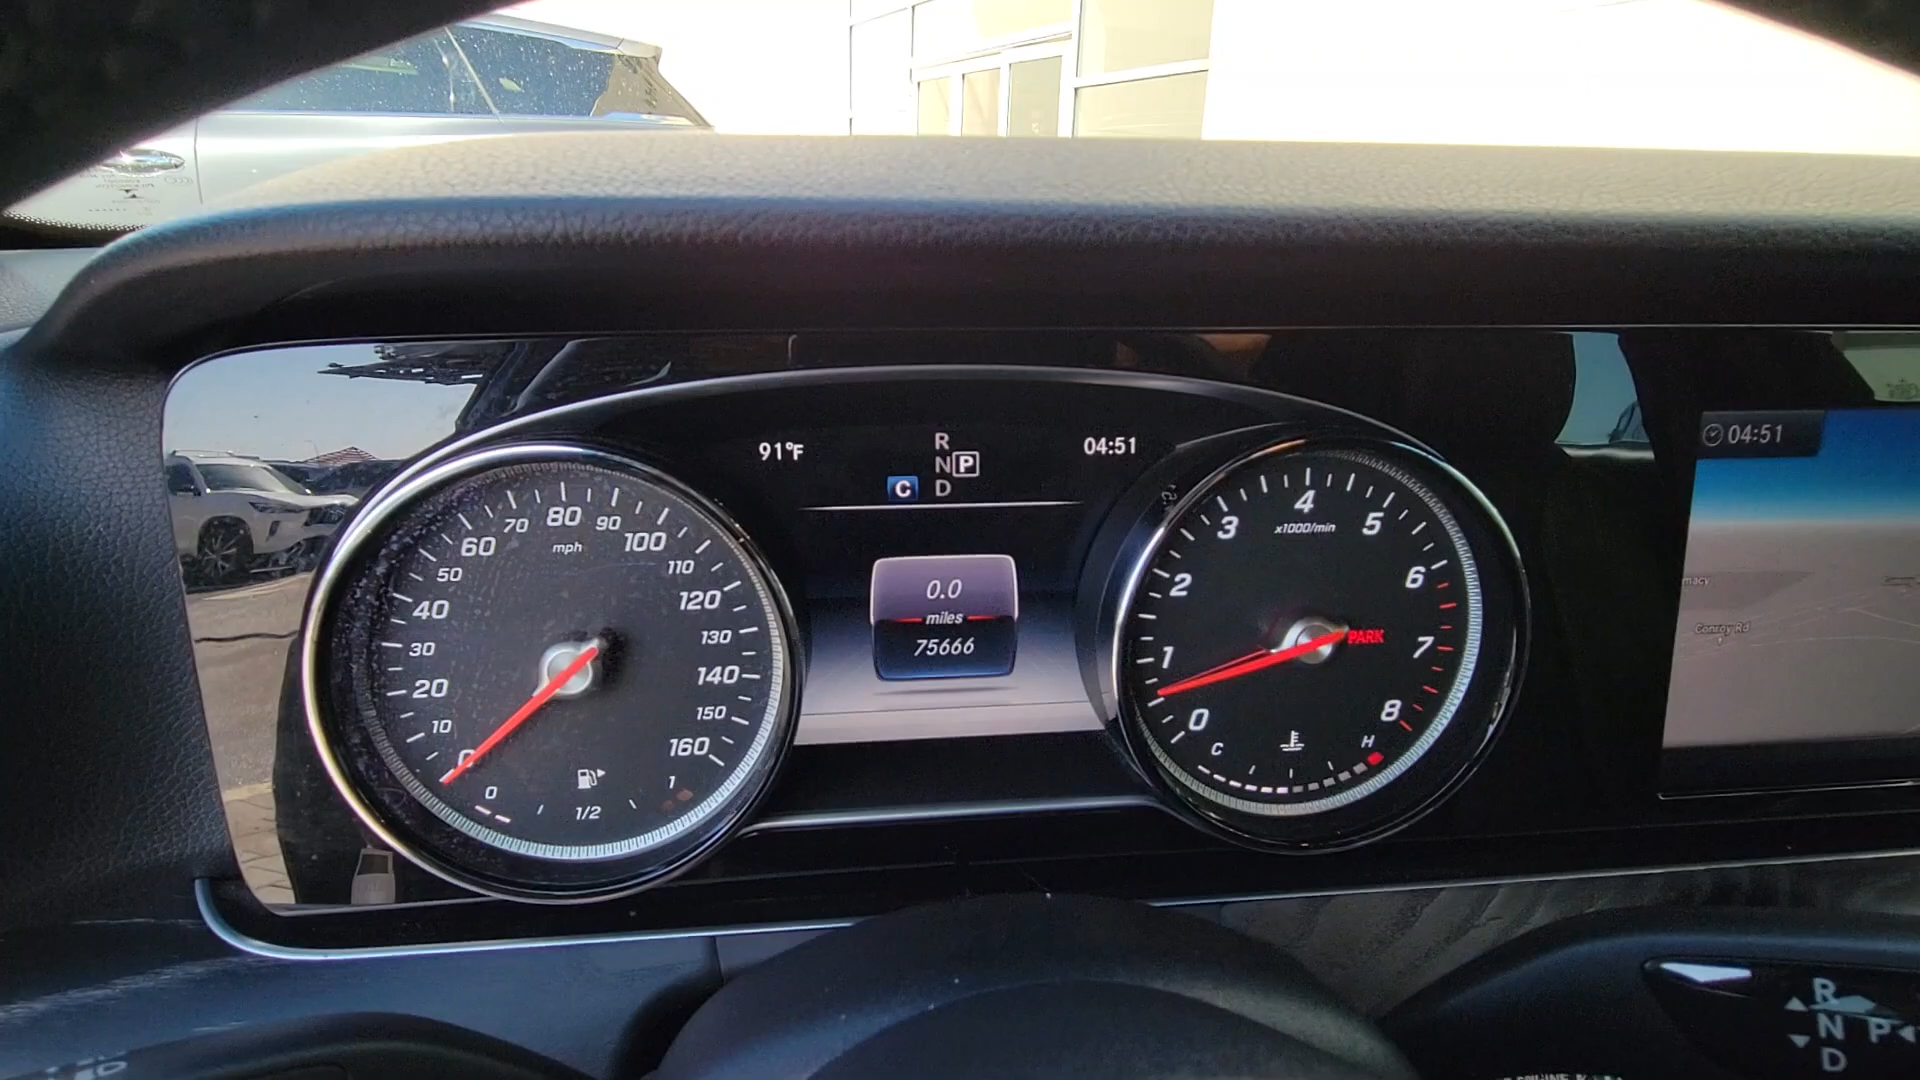 91°F
R
N P
D
C
04:51
04:51
0
10
20
30
40
50
60
70
80
90
100
110
120
130
140
150
160
mph
0
1/2
1
0.0
miles
75666
0
1
2
3
4
5
6
7
8
x1000/min
PARK
C
H
macy
Conroy Rd
R
N P
D